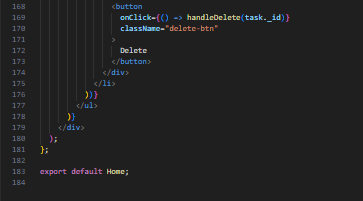 168 <button
169 onClick={() => handleDelete(task._id)}
170 className="delete-btn"
171 >
172 Delete
173 </button>
174 </div>
175 </li>
176 ))}
177 </ul>
178 )}
179 </div>
180 );
181 };
182
183 export default Home;
184